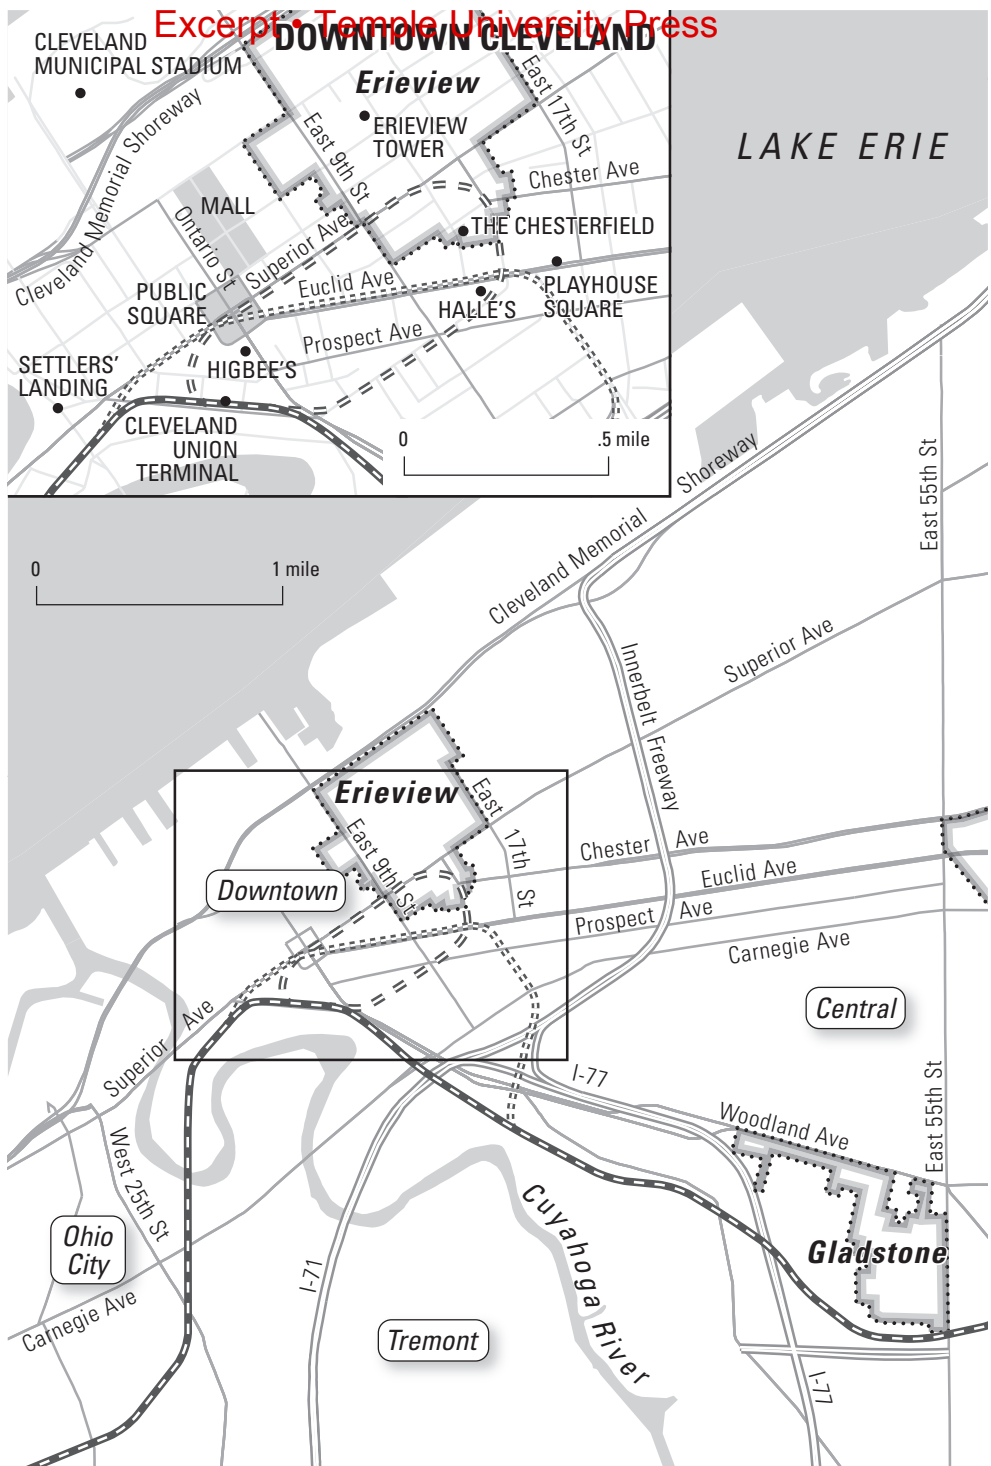 Excerpt • Temple University Press
DOWNTOWN CLEVELAND
CLEVELAND
MUNICIPAL STADIUM
Erieview
ERIEVIEW
TOWER
East 17th St
East 9th St
Cleveland Memorial Shoreway
Chester Ave
MALL
Ontario St
Superior Ave
THE CHESTERFIELD
Euclid Ave
PUBLIC
SQUARE
HALLE'S
PLAYHOUSE
SQUARE
Prospect Ave
SETTLERS'
LANDING
HIGBEE'S
CLEVELAND
UNION
TERMINAL
0 .5 mile
LAKE ERIE
0 1 mile
Cleveland Memorial Shoreway
East 55th St
Superior Ave
Innerbelt Freeway
Erieview
East 17th St
East 9th St
Chester Ave
Euclid Ave
Prospect Ave
Carnegie Ave
Downtown
Central
Superior Ave
I-77
Woodland Ave
East 55th St
West 25th St
Ohio
City
Cuyahoga River
Gladstone
I-71
Carnegie Ave
Tremont
I-77